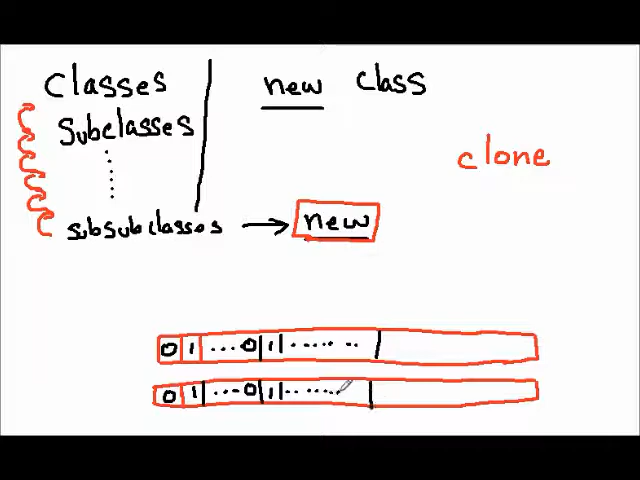 Classes
new class
Subclasses
clone
subsubclasses → new
0 1 ...0 1 ........
0 1 ...0 1 ........